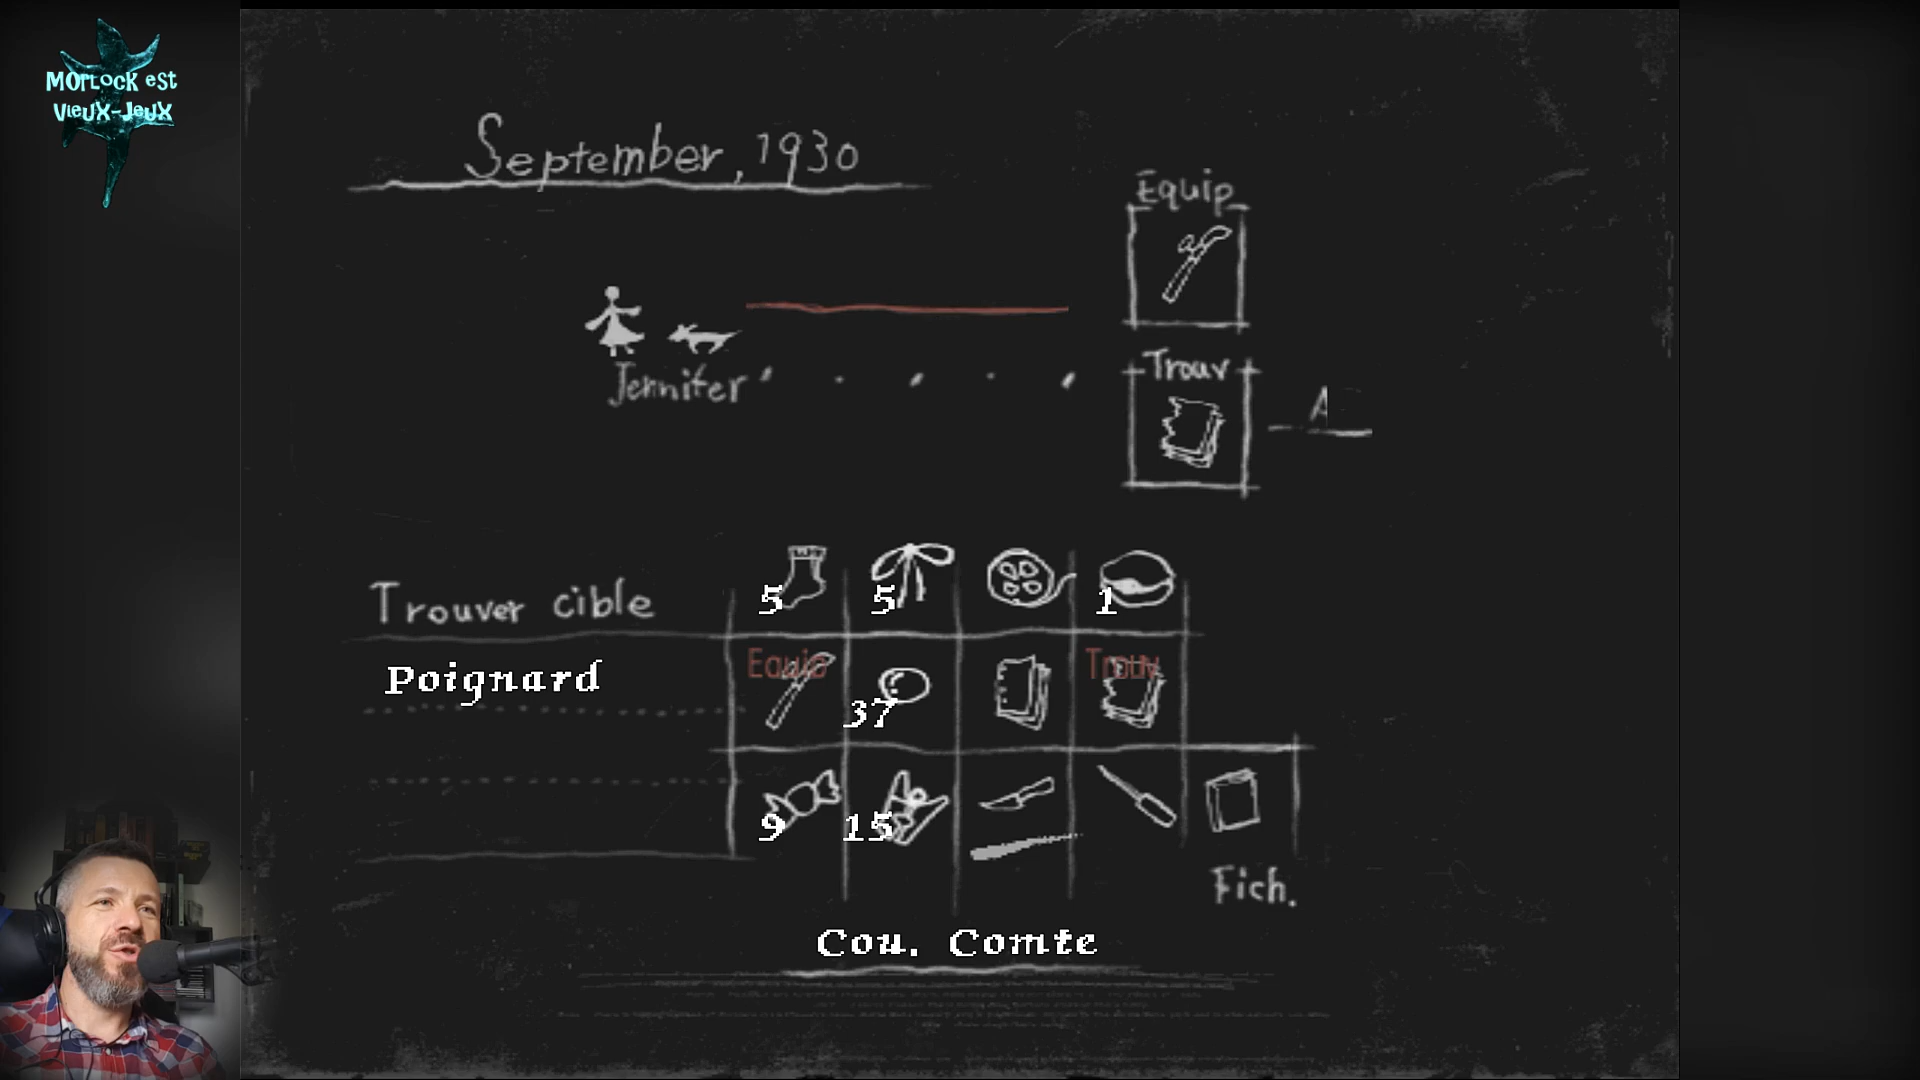 MOrLOCK est
VIeUX-JeUX
September, 1930
Equip
Jennifer
Trouv
A
5
5
1
Trouver cible
Equip
Trouv
Poignard
37
9
15
Fich.
Cou. Comte